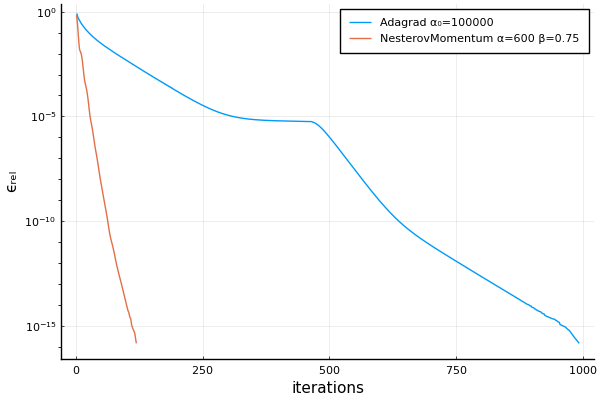 Adagrad α₀=100000
NesterovMomentum α=600 β=0.75
10⁰
10⁻⁵
10⁻¹⁰
10⁻¹⁵
ϵᵣₑₗ
0
250
500
750
1000
iterations